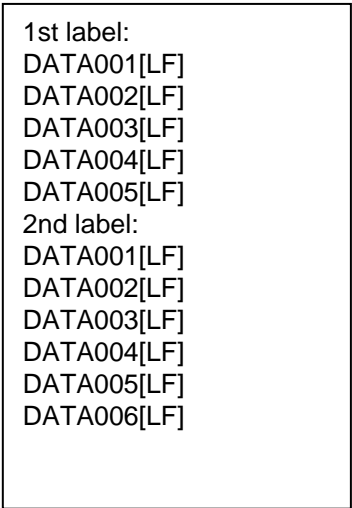 1st label:
DATA001[LF]
DATA002[LF]
DATA003[LF]
DATA004[LF]
DATA005[LF]
2nd label:
DATA001[LF]
DATA002[LF]
DATA003[LF]
DATA004[LF]
DATA005[LF]
DATA006[LF]